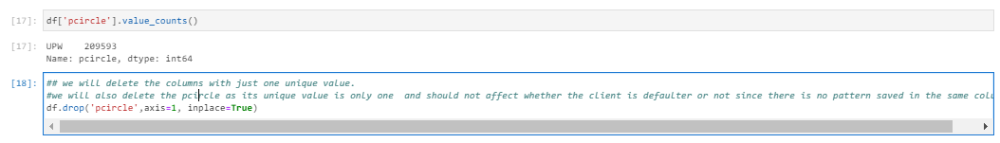 [17]: df['pcircle'].value_counts()
[17]: UPW    209593
Name: pcircle, dtype: int64
[18]: ## we will delete the columns with just one unique value.
#we will also delete the pcircle as its unique value is only one  and should not affect whether the client is defaulter or not since there is no pattern saved in the same colu
df.drop('pcircle',axis=1, inplace=True)